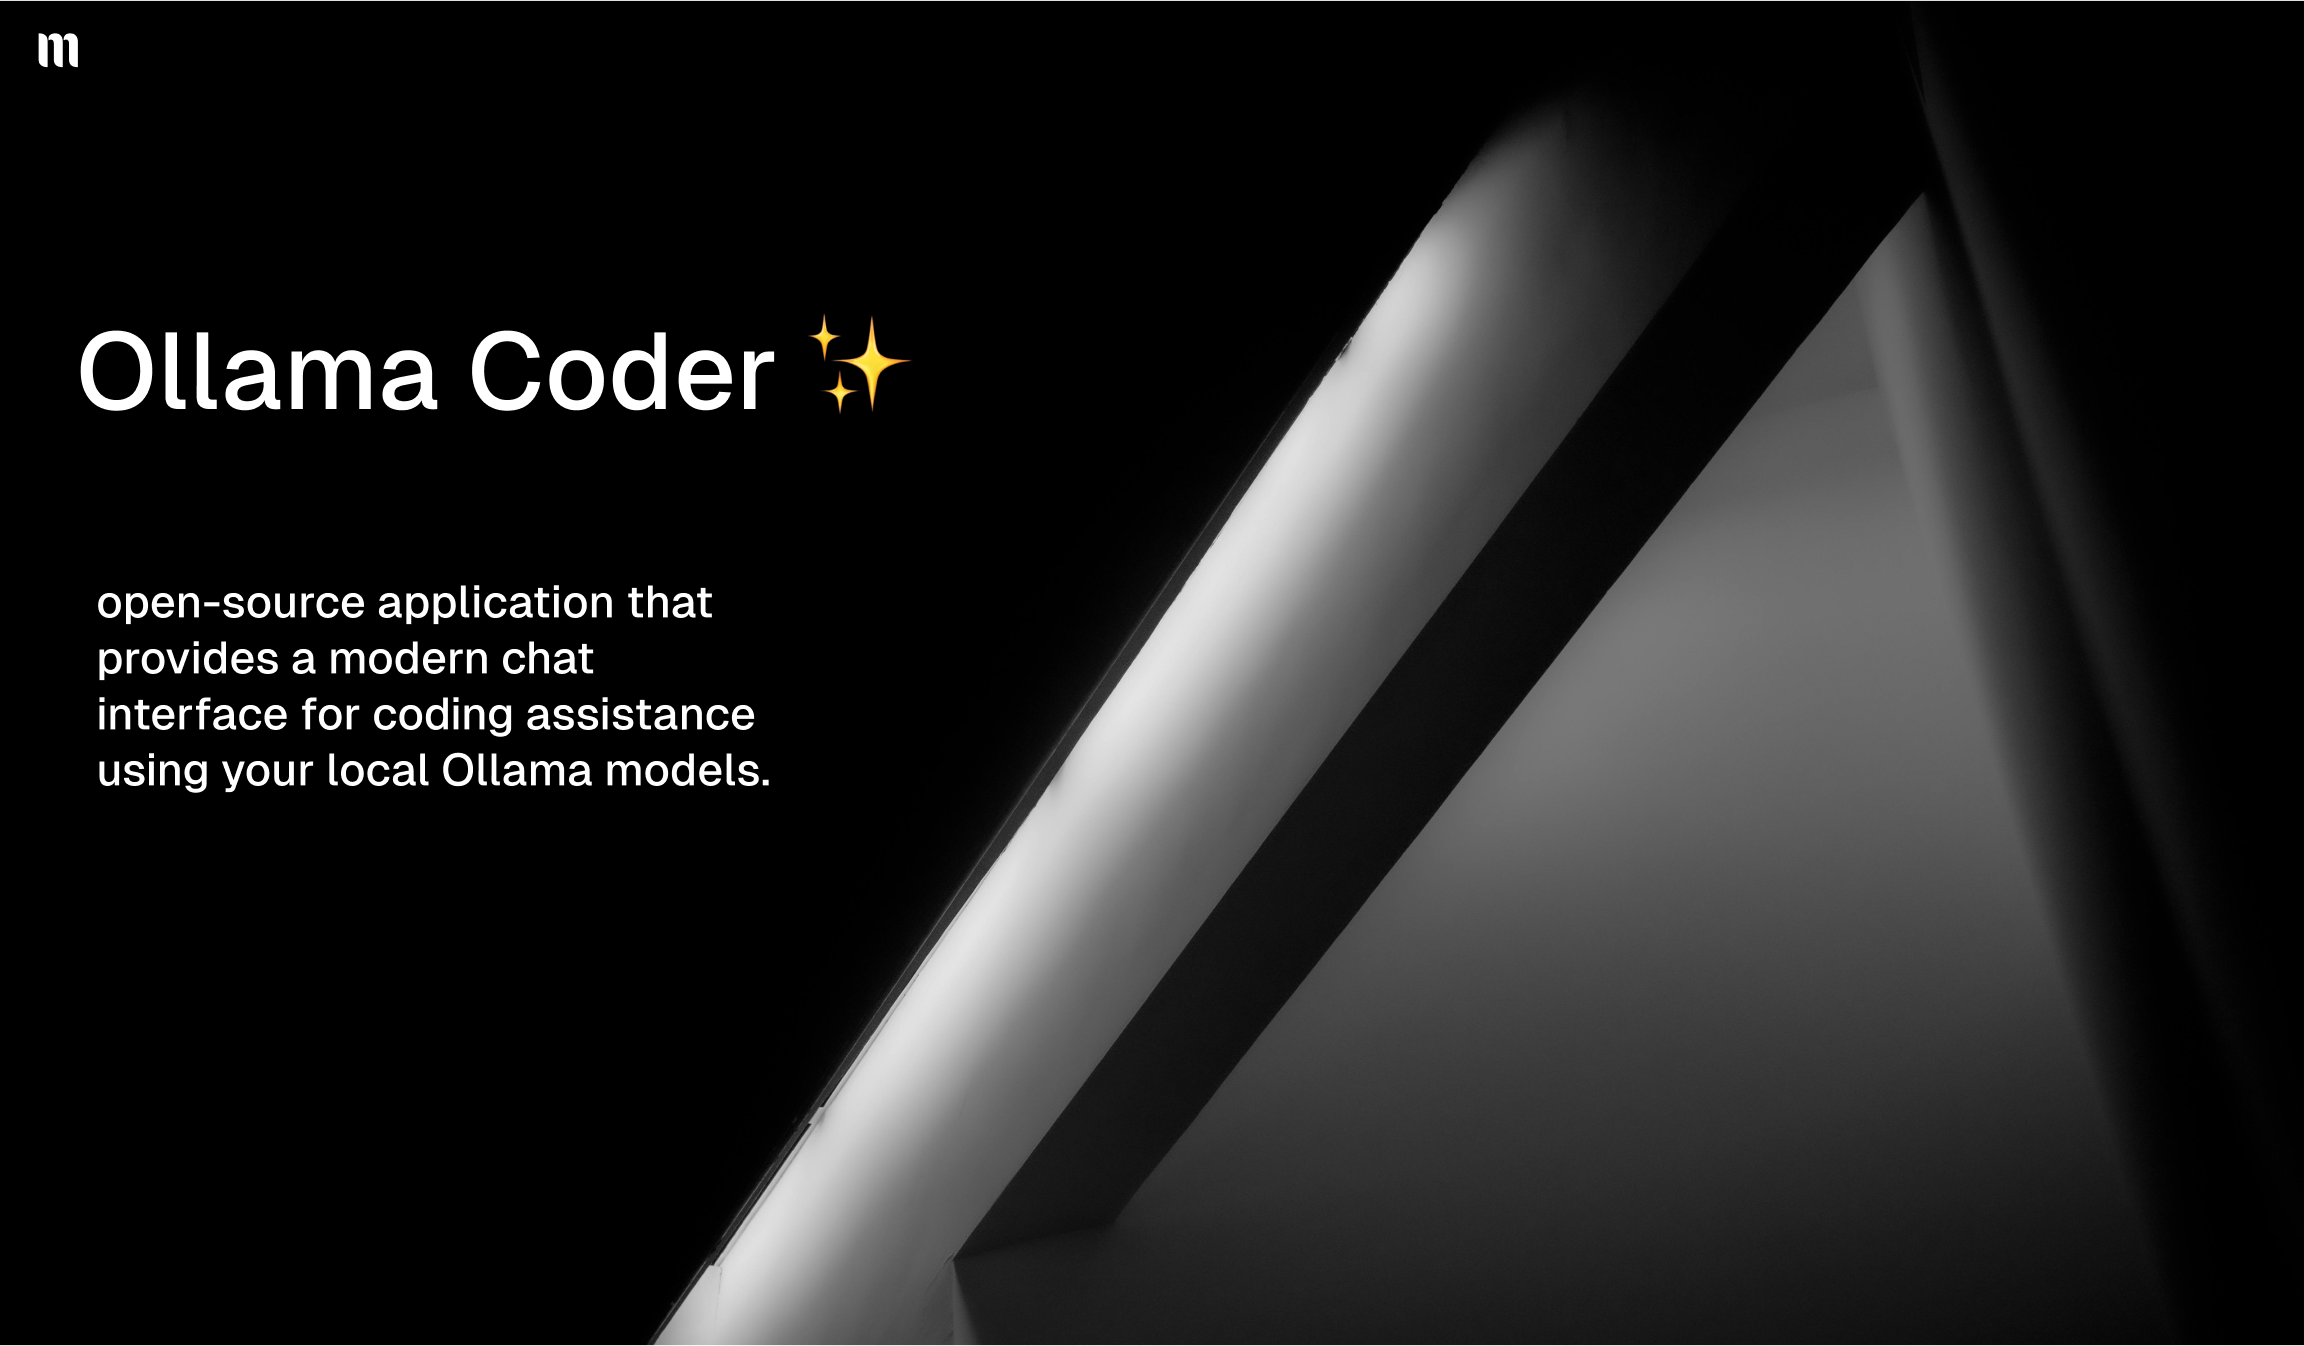 m
Ollama Coder ✨
open-source application that
provides a modern chat
interface for coding assistance
using your local Ollama models.